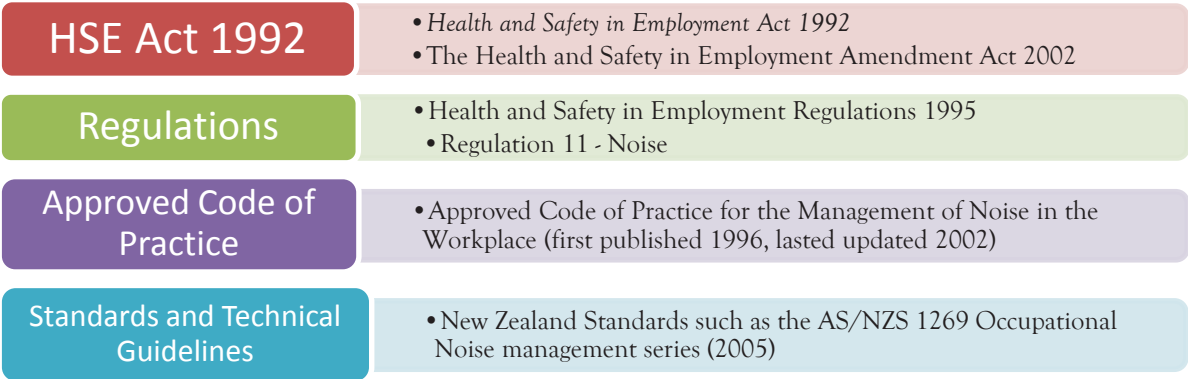 HSE Act 1992
• Health and Safety in Employment Act 1992
• The Health and Safety in Employment Amendment Act 2002
Regulations
• Health and Safety in Employment Regulations 1995
• Regulation 11 - Noise
Approved Code of
Practice
• Approved Code of Practice for the Management of Noise in the
Workplace (first published 1996, lasted updated 2002)
Standards and Technical
Guidelines
• New Zealand Standards such as the AS/NZS 1269 Occupational
Noise management series (2005)